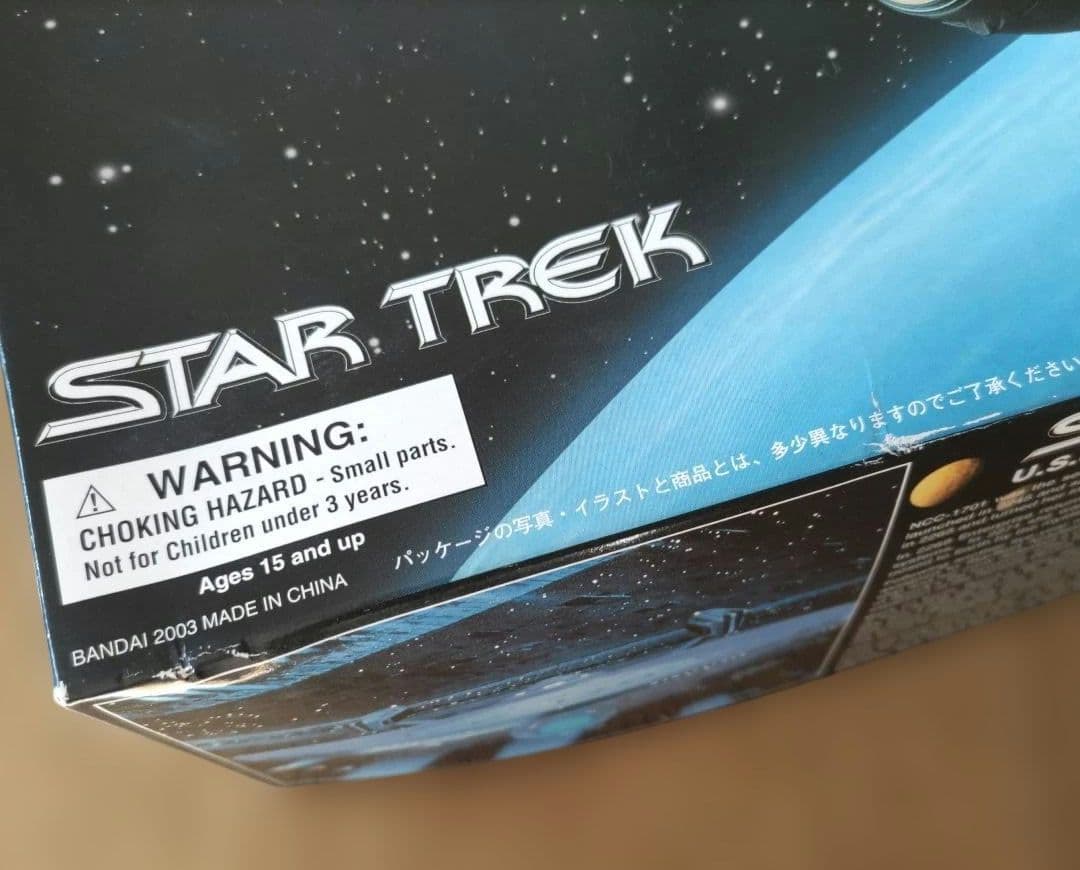 STAR TREK
WARNING:
CHOKING HAZARD - Small parts.
Not for Children under 3 years.
Ages 15 and up
BANDAI 2003 MADE IN CHINA
パッケージの写真・イラストと商品とは、多少異なりますのでご了承ください
U.S.
NCC-1701